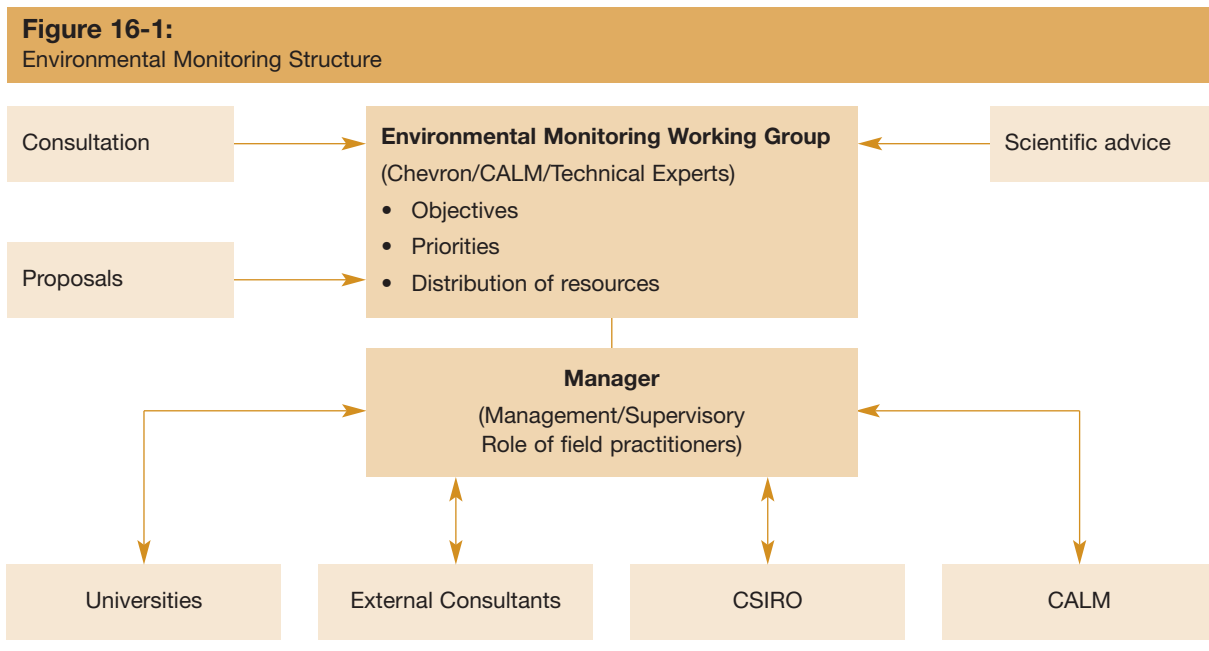 Figure 16-1:
Environmental Monitoring Structure
Consultation
Environmental Monitoring Working Group
(Chevron/CALM/Technical Experts)
• Objectives
• Priorities
• Distribution of resources
Scientific advice
Proposals
Manager
(Management/Supervisory
Role of field practitioners)
Universities
External Consultants
CSIRO
CALM